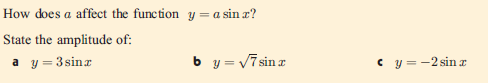 How does a affect the function y = a sin x?
State the amplitude of:
a y = 3 sin x b y = √7 sin x c y = −2 sin x